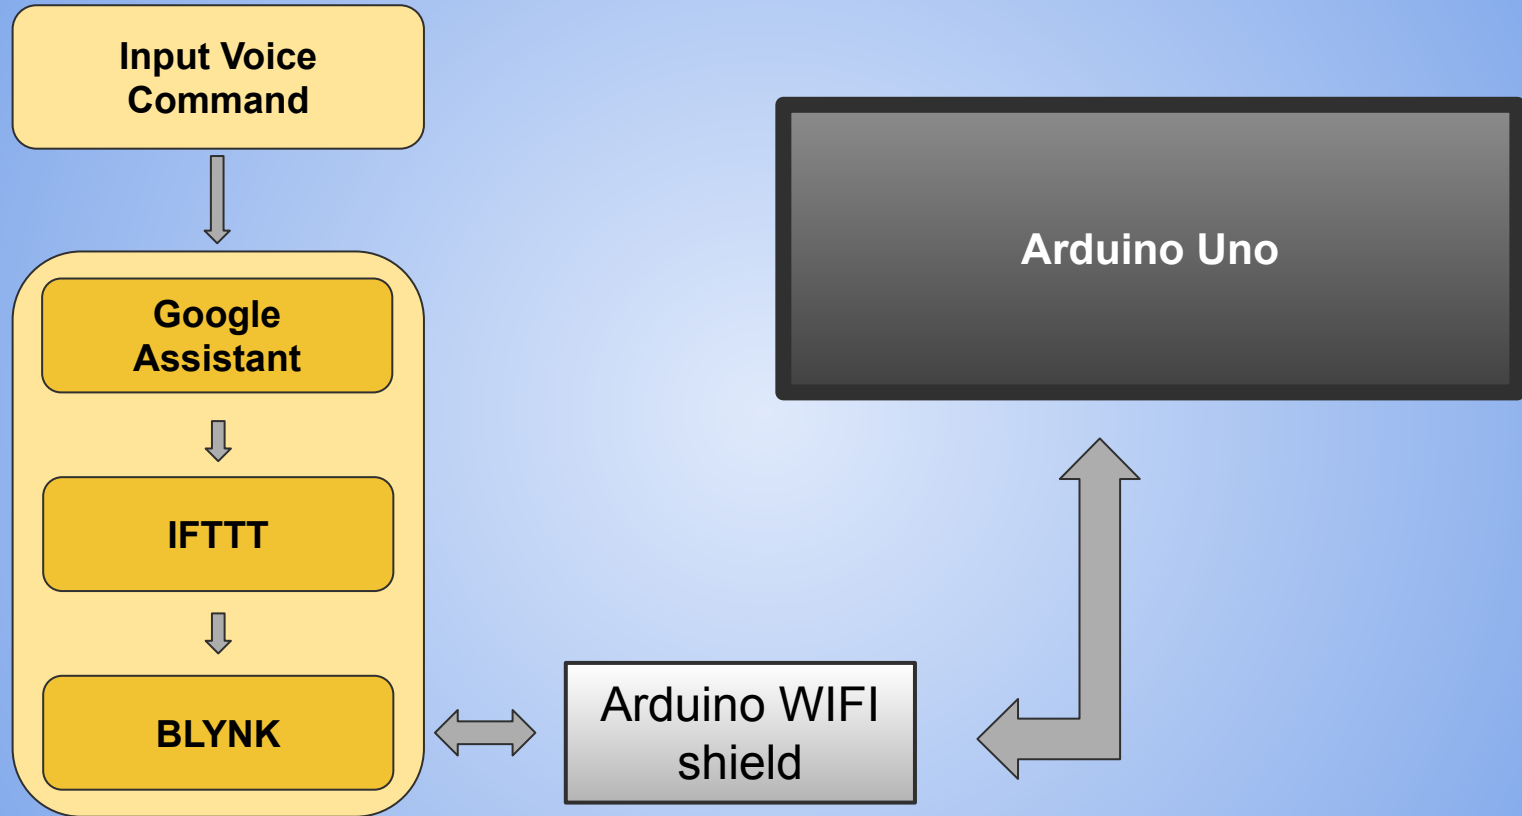 Input Voice
Command
Google
Assistant
IFTTT
BLYNK
Arduino WIFI
shield
Arduino Uno